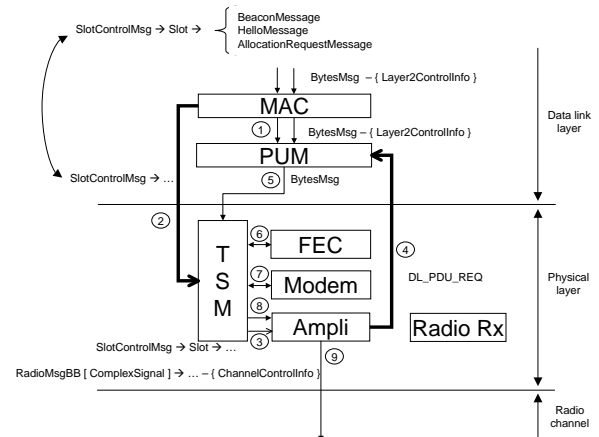 BeaconMessage
SlotControlMsg → Slot → { HelloMessage
AllocationRequestMessage
BytesMsg – { Layer2ControlInfo }
MAC
1
BytesMsg – { Layer2ControlInfo }
Data link
layer
PUM
SlotControlMsg → ...
5
BytesMsg
2
4
TSM
6
FEC
7
Modem
DL_PDU_REQ
Physical
layer
8
Ampli
Radio Rx
3
SlotControlMsg → Slot → ...
9
RadioMsgBB [ ComplexSignal ] → ... – { ChannelControlInfo }
Radio
channel